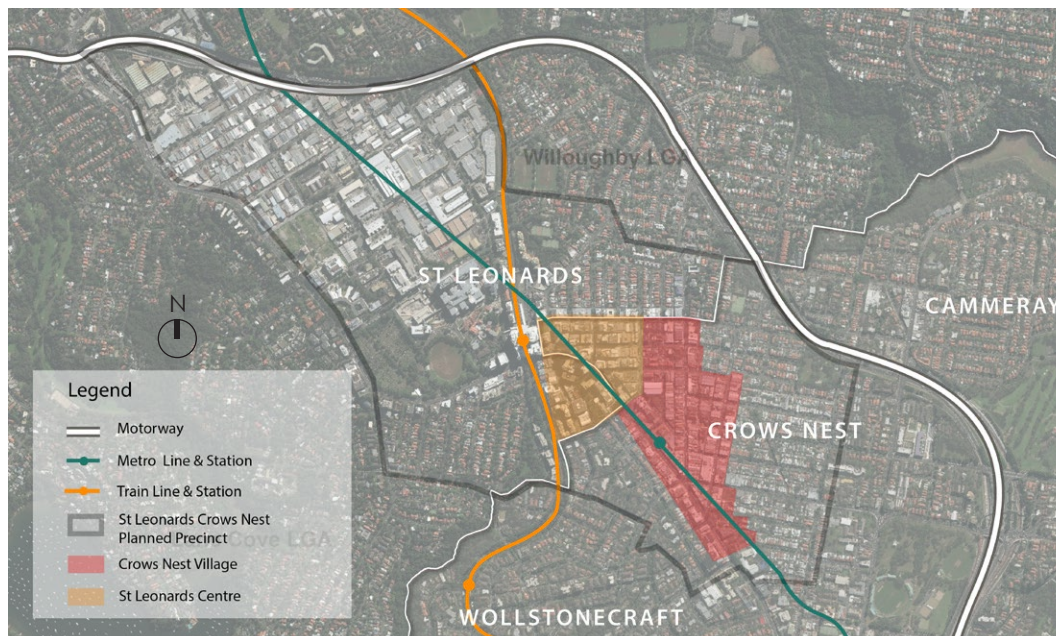 Willoughby LGA
ST LEONARDS
CAMMERAY
N
CROWS NEST
Legend
Motorway
Metro Line & Station
Train Line & Station
St Leonards Crows Nest
Planned Precinct
Cove LGA
Crows Nest Village
St Leonards Centre
WOLLSTONECRAFT